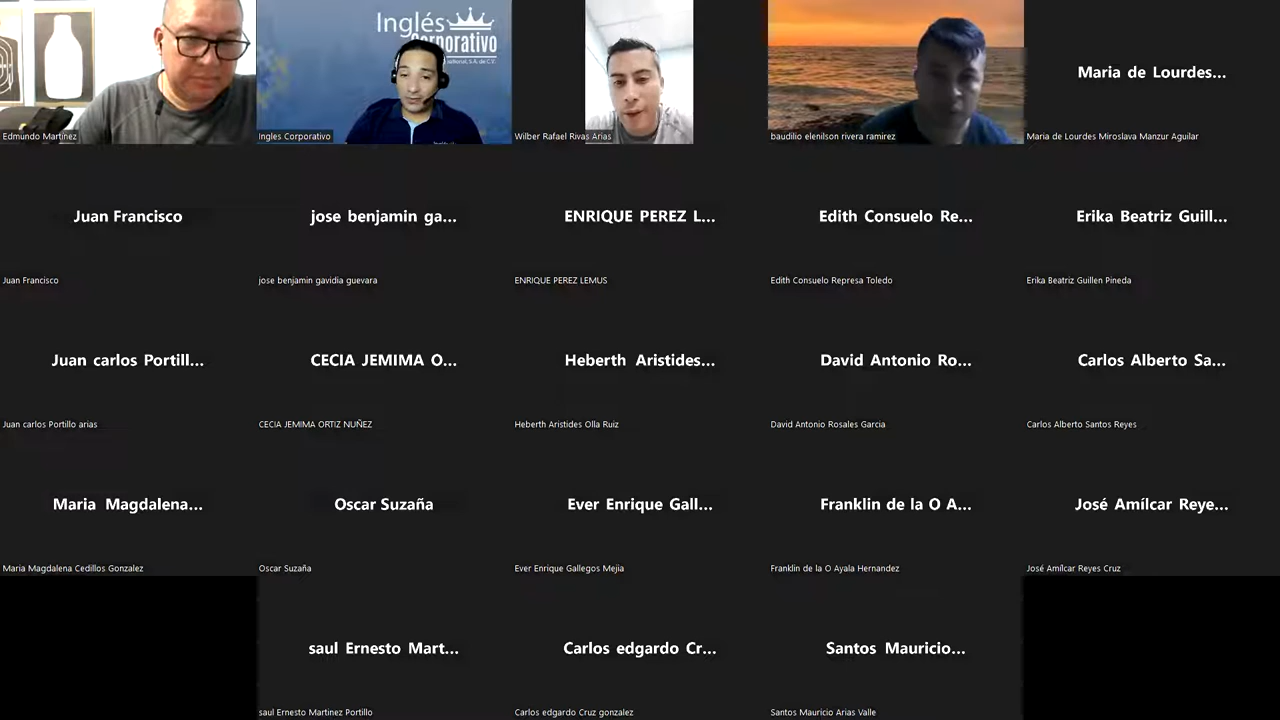 Inglés
Corporativo
Edmundo Martinez
Ingles Corporativo
Wilber Rafael Rivas Arias
baudilio elenilson rivera ramirez
Maria de Lourdes...
Maria de Lourdes Miroslava Manzur Aguilar
Juan Francisco
jose benjamin ga...
ENRIQUE PEREZ L...
Edith Consuelo Re...
Erika Beatriz Guill...
Juan Francisco
jose benjamin gavidia guevara
ENRIQUE PEREZ LEMUS
Edith Consuelo Represa Toledo
Erika Beatriz Guillen Pineda
Juan carlos Portill...
CECIA JEMIMA O...
Heberth Aristides...
David Antonio Ro...
Carlos Alberto Sa...
Juan carlos Portillo arias
CECIA JEMIMA ORTIZ NUÑEZ
Heberth Aristides Olla Ruiz
David Antonio Rosales Garcia
Carlos Alberto Santos Reyes
Maria Magdalena...
Oscar Suzaña
Ever Enrique Gall...
Franklin de la O A...
José Amílcar Reye...
Maria Magdalena Cedillos Gonzalez
Oscar Suzaña
Ever Enrique Gallegos Mejia
Franklin de la O Ayala Hernandez
José Amílcar Reyes Cruz
saul Ernesto Mart...
Carlos edgardo Cr...
Santos Mauricio...
saul Ernesto Martinez Portillo
Carlos edgardo Cruz gonzalez
Santos Mauricio Arias Valle